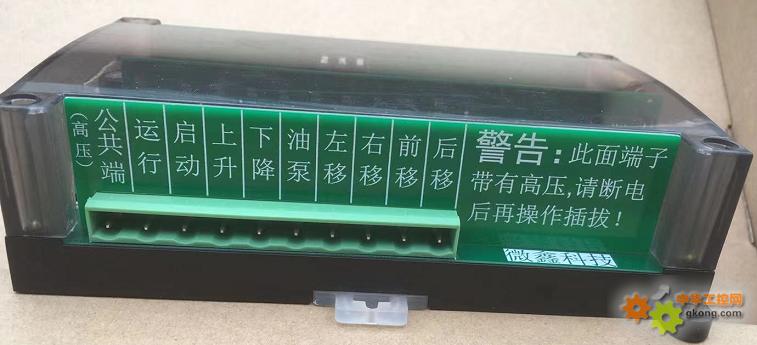 公共端
(高压)
运行
启动
上升
下降
油泵
左移
右移
前移
后移
警告：此面端子
带有高压,请断电
后再操作插拔！
微鑫科技
中华工控网
gkong.com